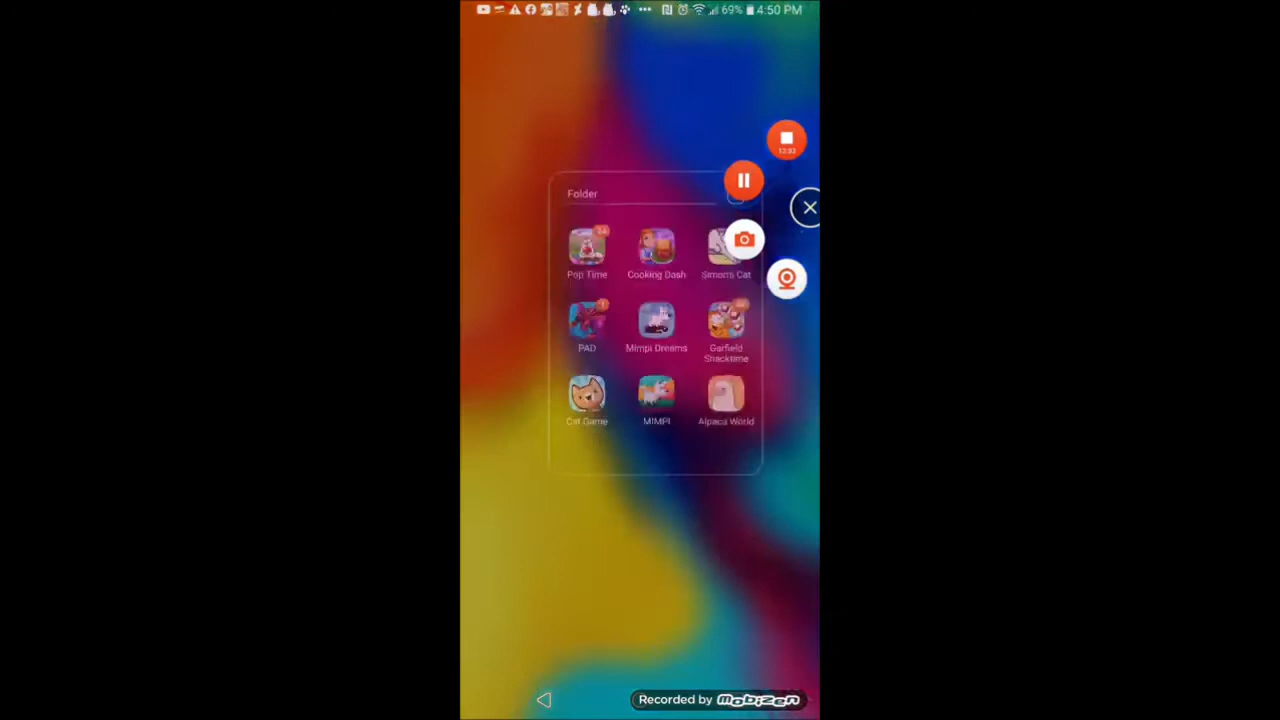 69% 4:50 PM
Folder
Pop Time Cooking Dash Simon's Cat
PAD Mimpi Dreams Garfield Snacktime
Cat Game MIMPI Alpaca World
Recorded by mobizen